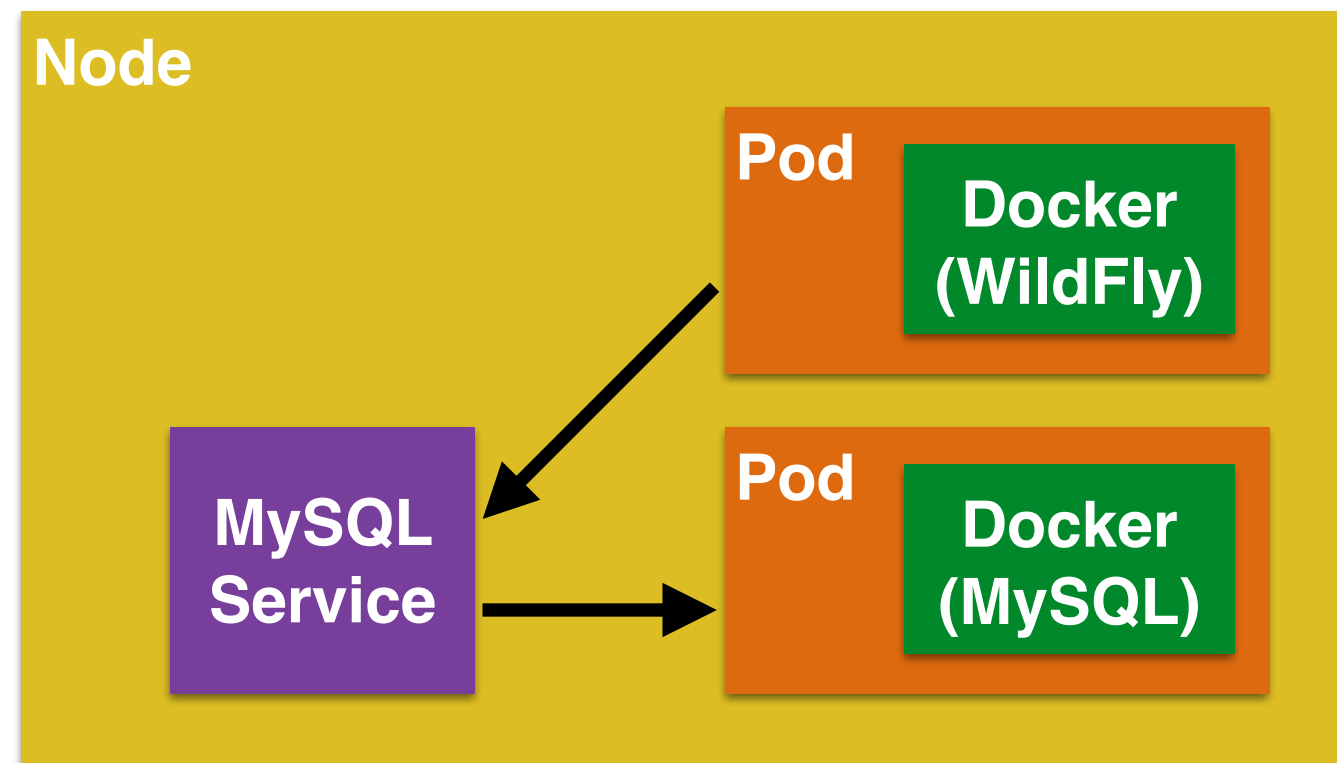 Node
Pod
Docker
(WildFly)
MySQL
Service
Pod
Docker
(MySQL)